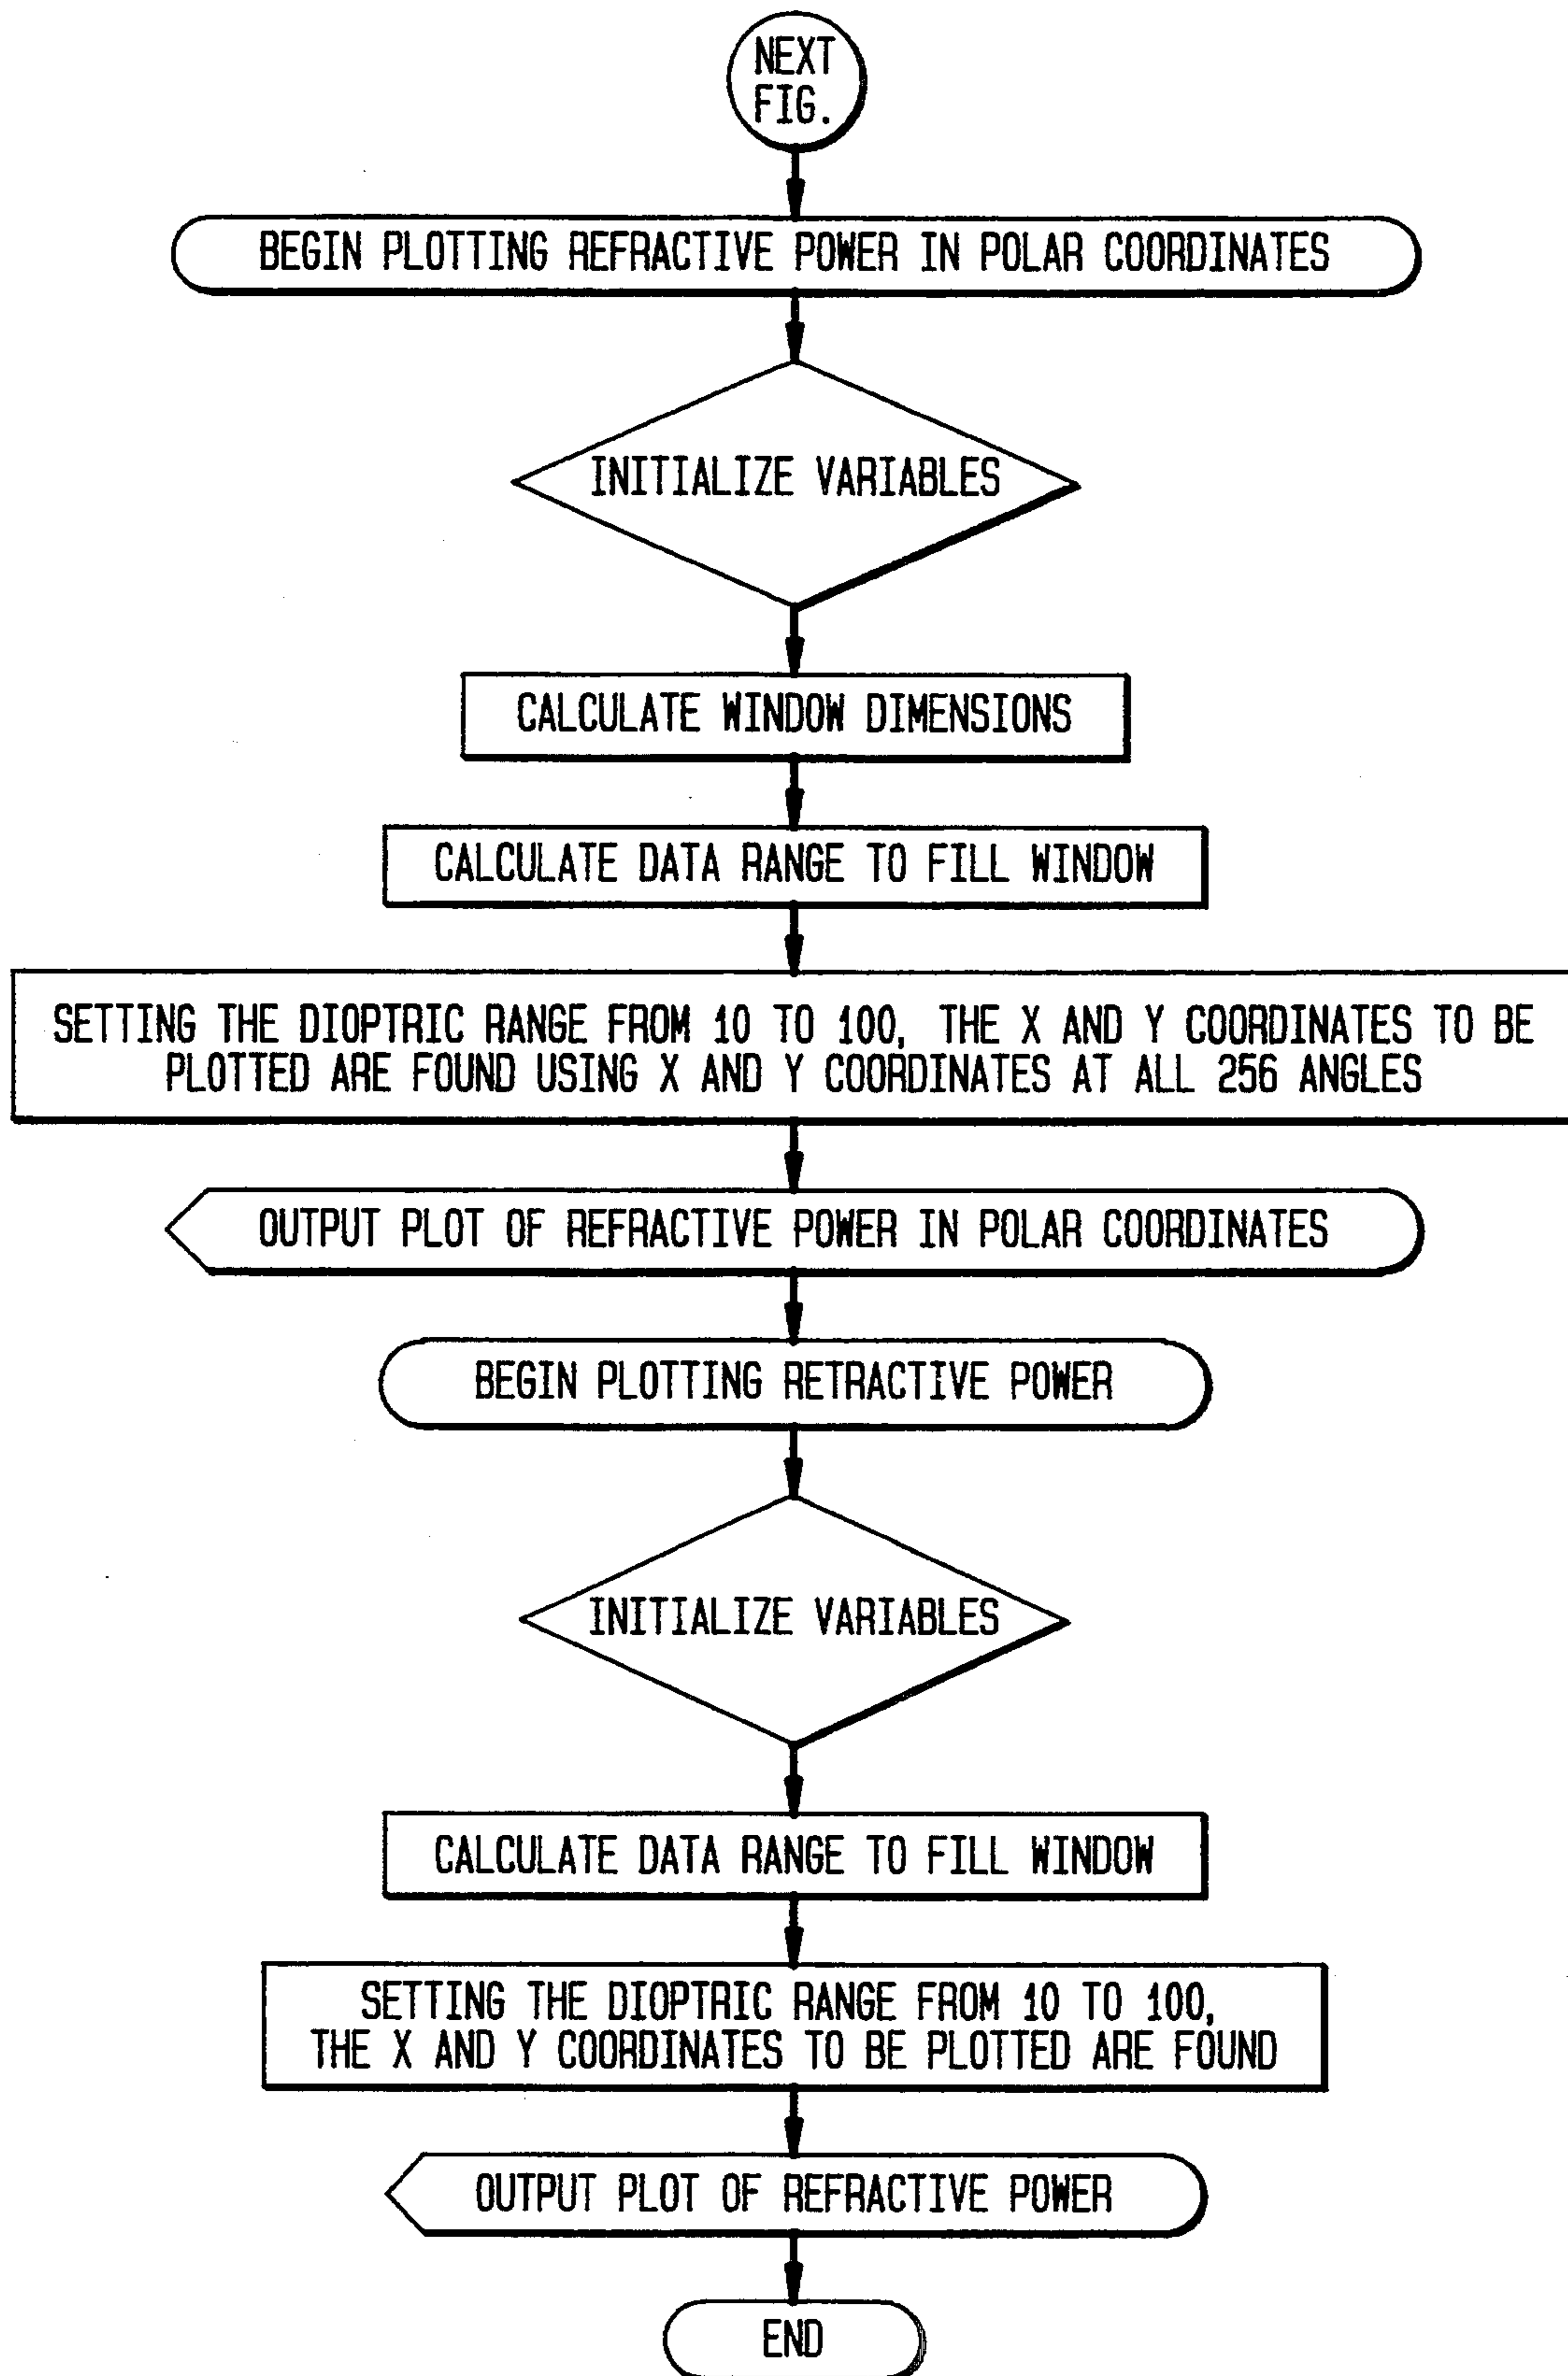 NEXT
FIG.
BEGIN PLOTTING REFRACTIVE POWER IN POLAR COORDINATES
INITIALIZE VARIABLES
CALCULATE WINDOW DIMENSIONS
CALCULATE DATA RANGE TO FILL WINDOW
SETTING THE DIOPTRIC RANGE FROM 10 TO 100, THE X AND Y COORDINATES TO BE
PLOTTED ARE FOUND USING X AND Y COORDINATES AT ALL 256 ANGLES
OUTPUT PLOT OF REFRACTIVE POWER IN POLAR COORDINATES
BEGIN PLOTTING RETRACTIVE POWER
INITIALIZE VARIABLES
CALCULATE DATA RANGE TO FILL WINDOW
SETTING THE DIOPTRIC RANGE FROM 10 TO 100,
THE X AND Y COORDINATES TO BE PLOTTED ARE FOUND
OUTPUT PLOT OF REFRACTIVE POWER
END